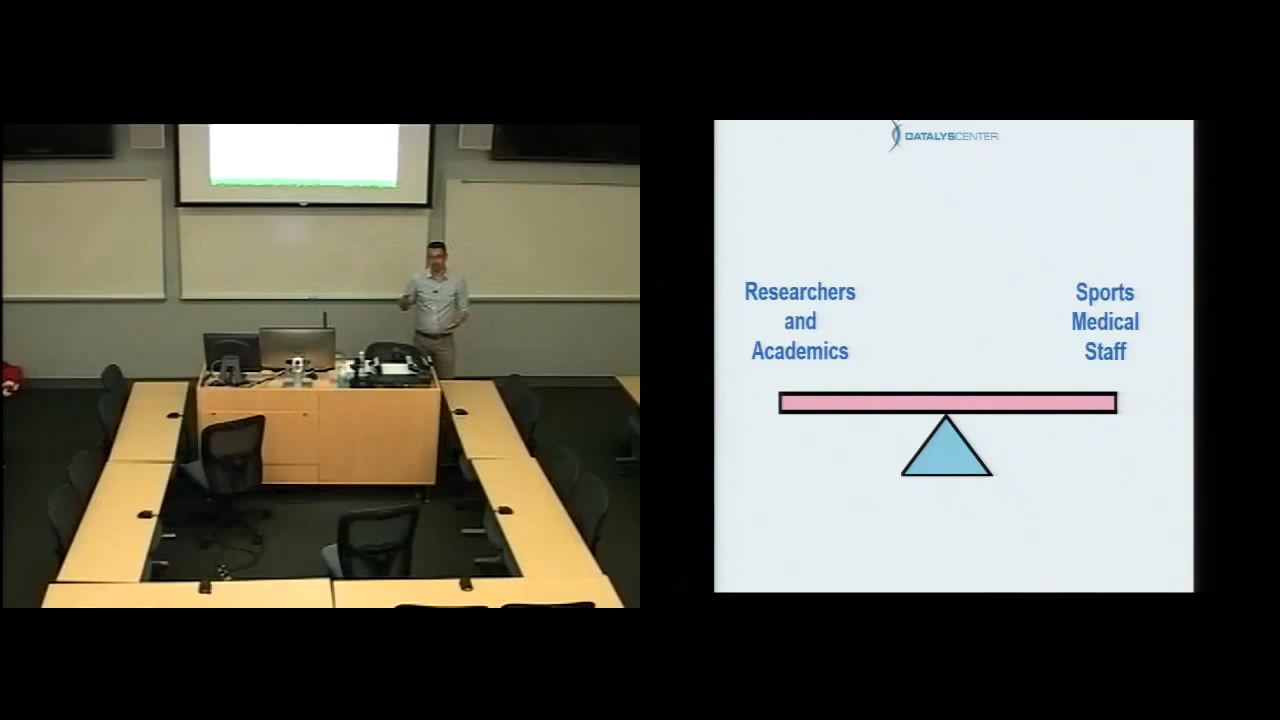 DATALYSCENTER
Researchers
and
Academics
Sports
Medical
Staff